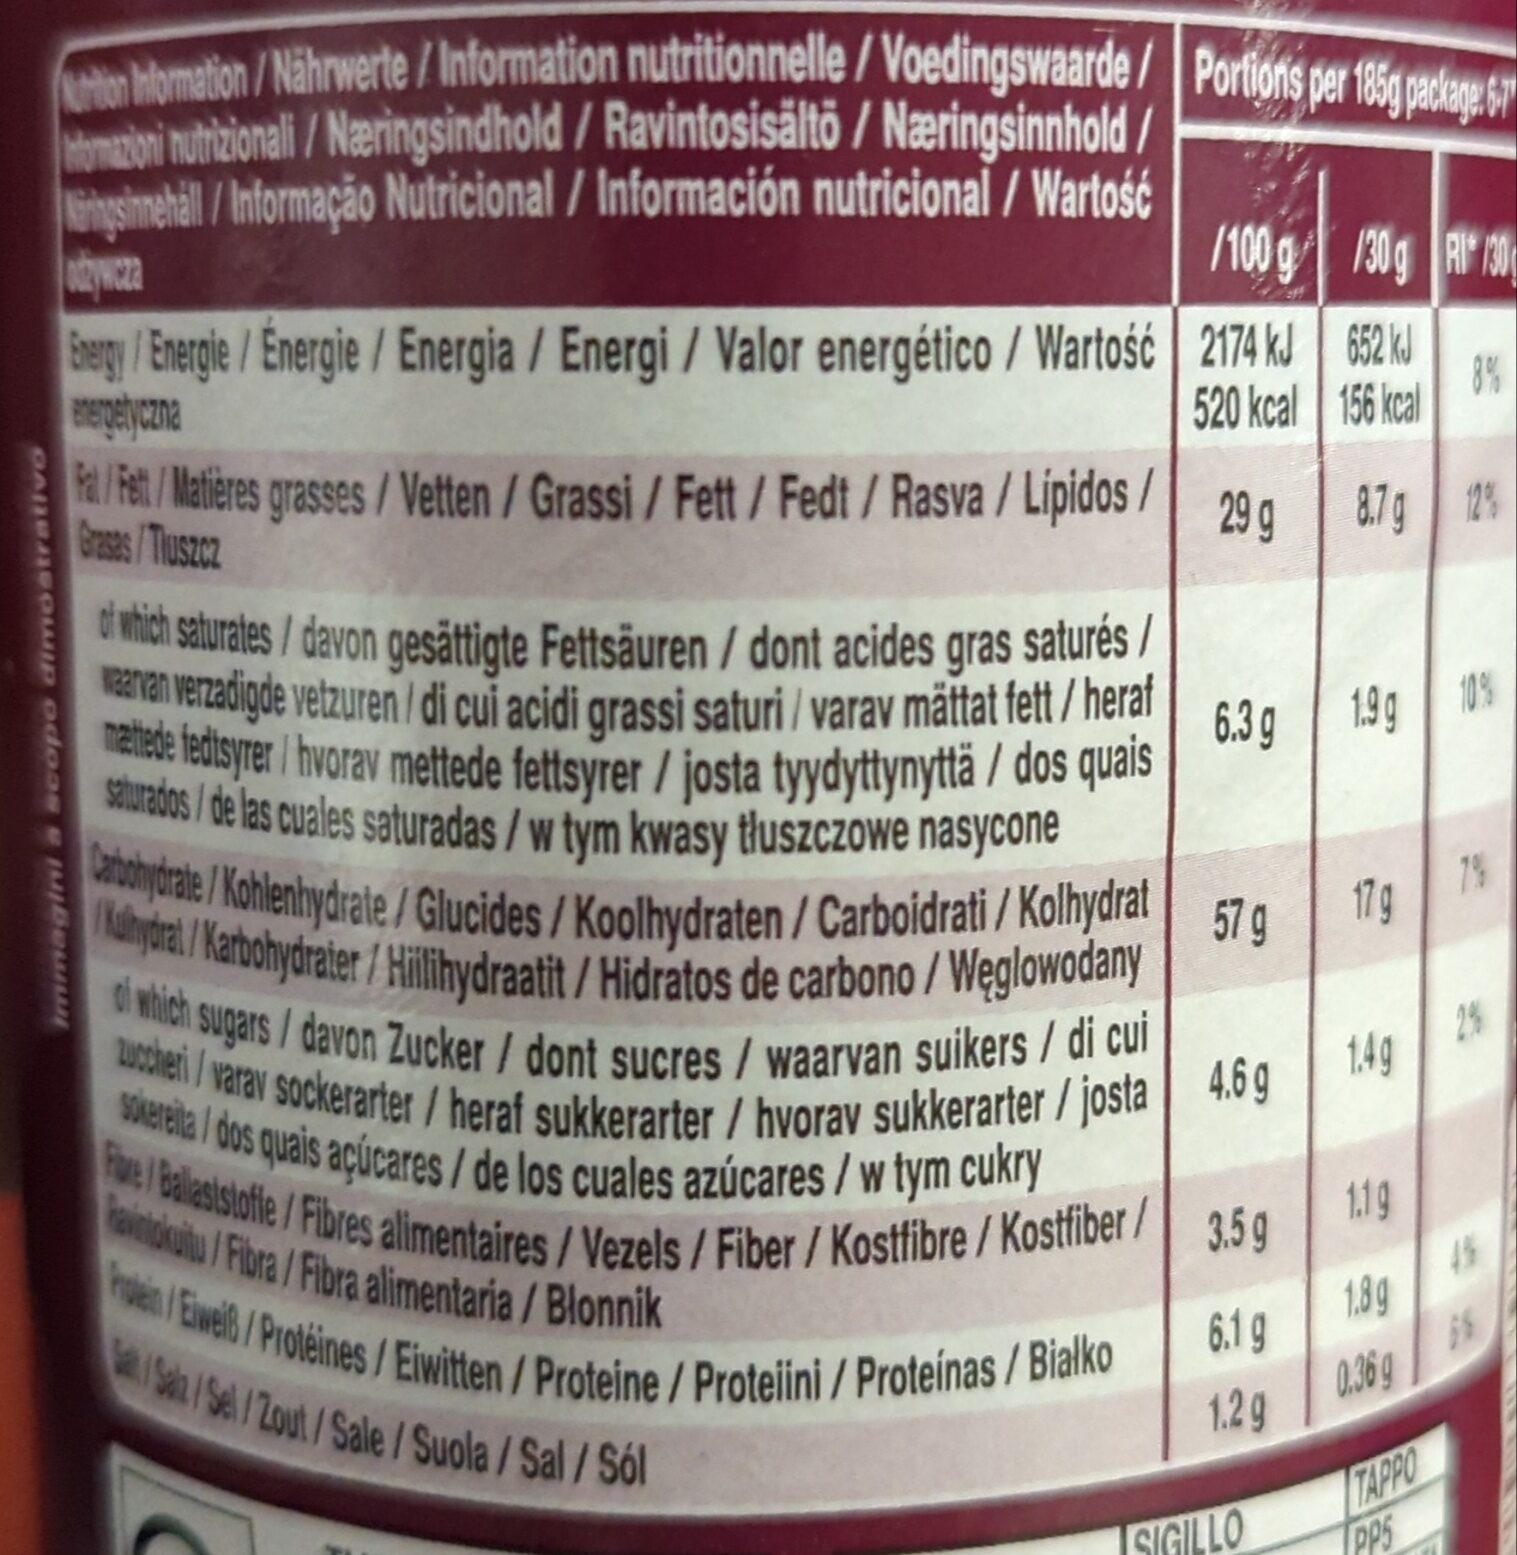 Nutrition Information / Nährwerte / Information nutritionnelle / Voedingswaarde /
Informazioni nutrizionali / Næringsindhold / Ravintosisältö / Næringsinnhold /
Näringsinnehåll / Informação Nutricional / Información nutricional / Wartość
odżywcza
Portions per 185g package: 6-7
/100 g /30 g RI* /30
Energy / Energie / Énergie / Energia / Energi / Valor energético / Wartość
energetyczna
2174 kJ 652 kJ 8%
520 kcal 156 kcal
Fat / Fett / Matières grasses / Vetten / Grassi / Fett / Fedt / Rasva / Lípidos /
Grasas / Tłuszcz
29 g 8.7 g 12%
of which saturates / davon gesättigte Fettsäuren / dont acides gras saturés /
waarvan verzadigde vetzuren / di cui acidi grassi saturi / varav mättat fett / heraf
mættede fedtsyrer / hvorav mettede fettsyrer / josta tyydyttynyttä / dos quais
saturados / de las cuales saturadas / w tym kwasy tłuszczowe nasycone
6.3 g 1.9 g 10%
Carbohydrate / Kohlenhydrate / Glucides / Koolhydraten / Carboidrati / Kolhydrat
/ Kulhydrat / Karbohydrater / Hiilihydraatit / Hidratos de carbono / Węglowodany
57 g 17 g 7%
of which sugars / davon Zucker / dont sucres / waarvan suikers / di cui
zuccheri / varav sockerarter / heraf sukkerarter / hvorav sukkerarter / josta
sokereita / dos quais açúcares / de los cuales azúcares / w tym cukry
4.6 g 1.4 g 2%
Fibre / Ballaststoffe / Fibres alimentaires / Vezels / Fiber / Kostfibre / Kostfiber /
Ravintokuitu / Fibra / Fibra alimentaria / Błonnik
3.5 g 1.1 g
Protein / Eiweiß / Protéines / Eiwitten / Proteine / Proteiini / Proteínas / Białko
6.1 g 1.8 g 4%
Salt / Salz / Sel / Zout / Sale / Suola / Sal / Sól
1.2 g 0.36 g 6%
immagini a scopo dimostrativo
SIGILLO
TAPPO
PP5